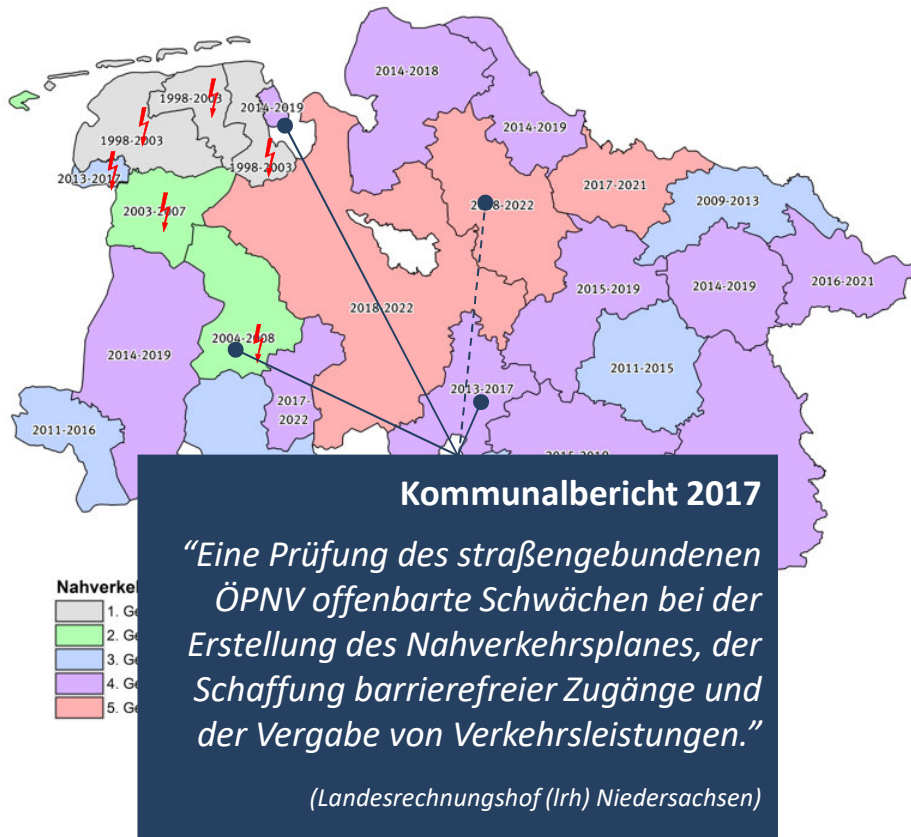 2014-2018
1998-2003
2014-2019
1998-2003
2014-2019
1998-2003
2013-2017
2017-2021
2003-2007
2009-2013
2018-2022
2015-2019
2014-2019
2016-2021
2018-2022
2004-2008
2014-2019
2011-2015
2013-2017
2017-
2022
2011-2016
Kommunalbericht 2017
“Eine Prüfung des straßengebundenen
ÖPNV offenbarte Schwächen bei der
Erstellung des Nahverkehrsplanes, der
Schaffung barrierefreier Zugänge und
der Vergabe von Verkehrsleistungen.”
(Landesrechnungshof (lrh) Niedersachsen)
Nahverke
1. Ge
2. Ge
3. Ge
4. Ge
5. Ge